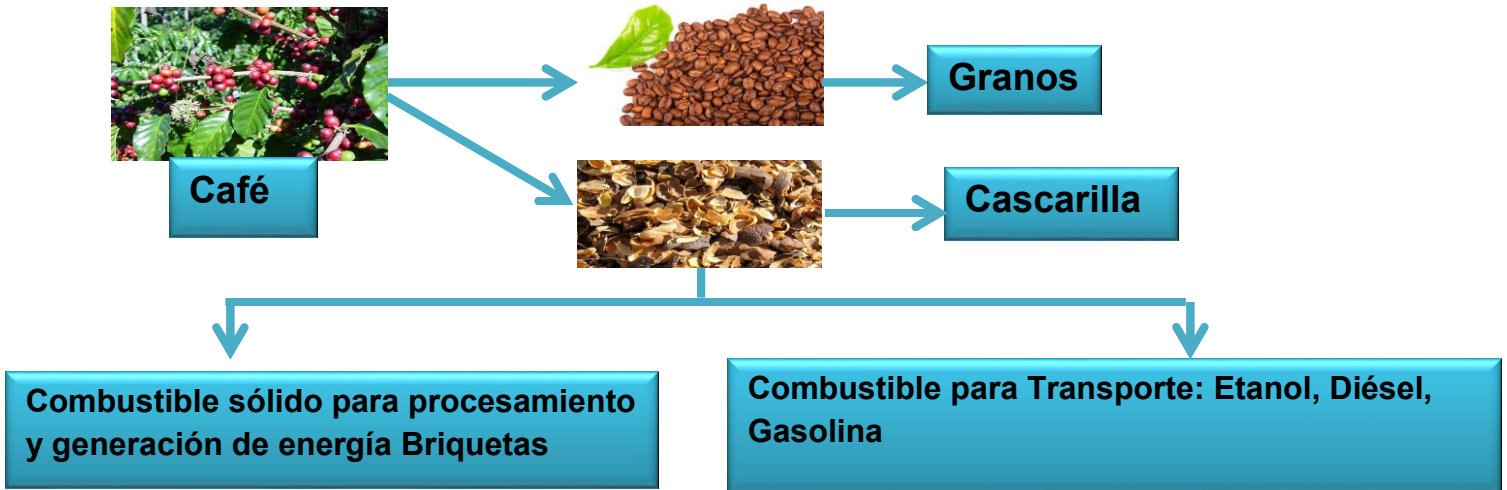 Granos
Café
Cascarilla
Combustible sólido para procesamiento
y generación de energía Briquetas
Combustible para Transporte: Etanol, Diésel,
Gasolina